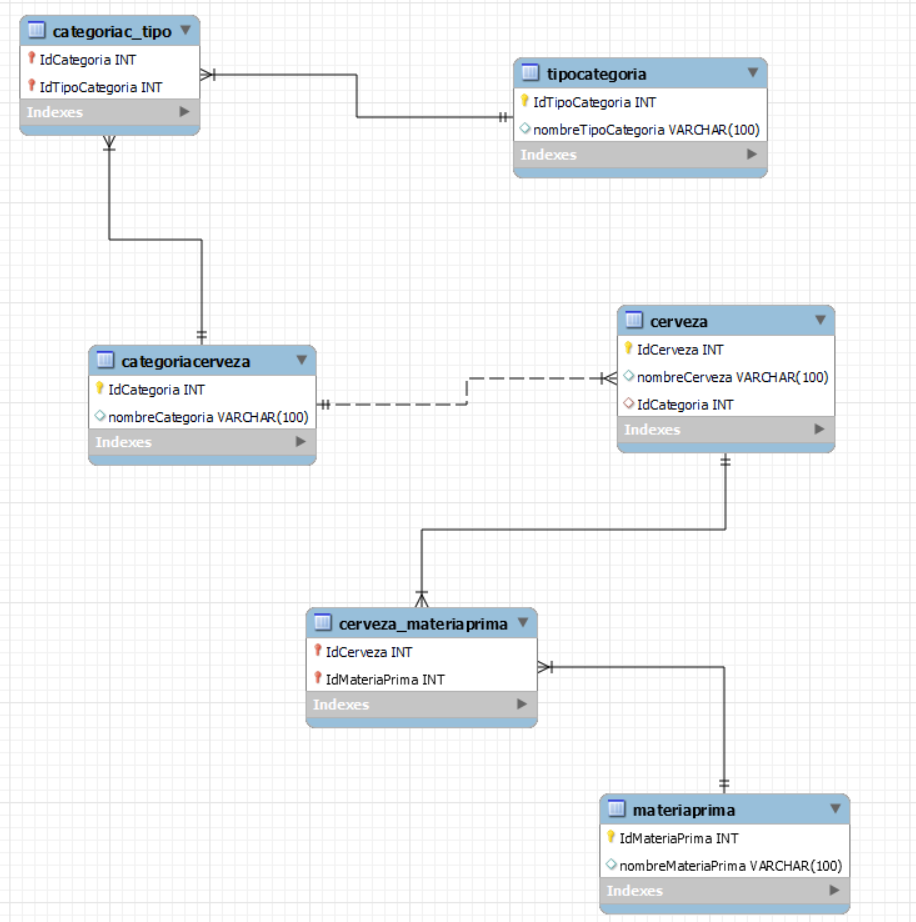 categoriac_tipo
IdCategoria INT
IdTipoCategoria INT
Indexes
tipocategoria
IdTipoCategoria INT
nombreTipoCategoria VARCHAR(100)
Indexes
categoriacerveza
IdCategoria INT
nombreCategoria VARCHAR(100)
Indexes
cerveza
IdCerveza INT
nombreCerveza VARCHAR(100)
IdCategoria INT
Indexes
cerveza_materiaprima
IdCerveza INT
IdMateriaPrima INT
Indexes
materiaprima
IdMateriaPrima INT
nombreMateriaPrima VARCHAR(100)
Indexes